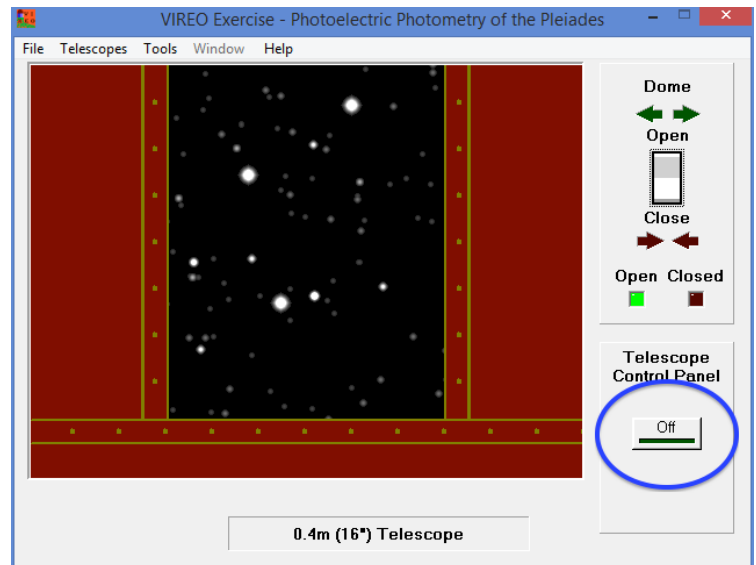 VIREO Exercise - Photoelectric Photometry of the Pleiades
File Telescopes Tools Window Help
Dome
Open
Close
Open Closed
Telescope
Control Panel
Off
0.4m (16") Telescope